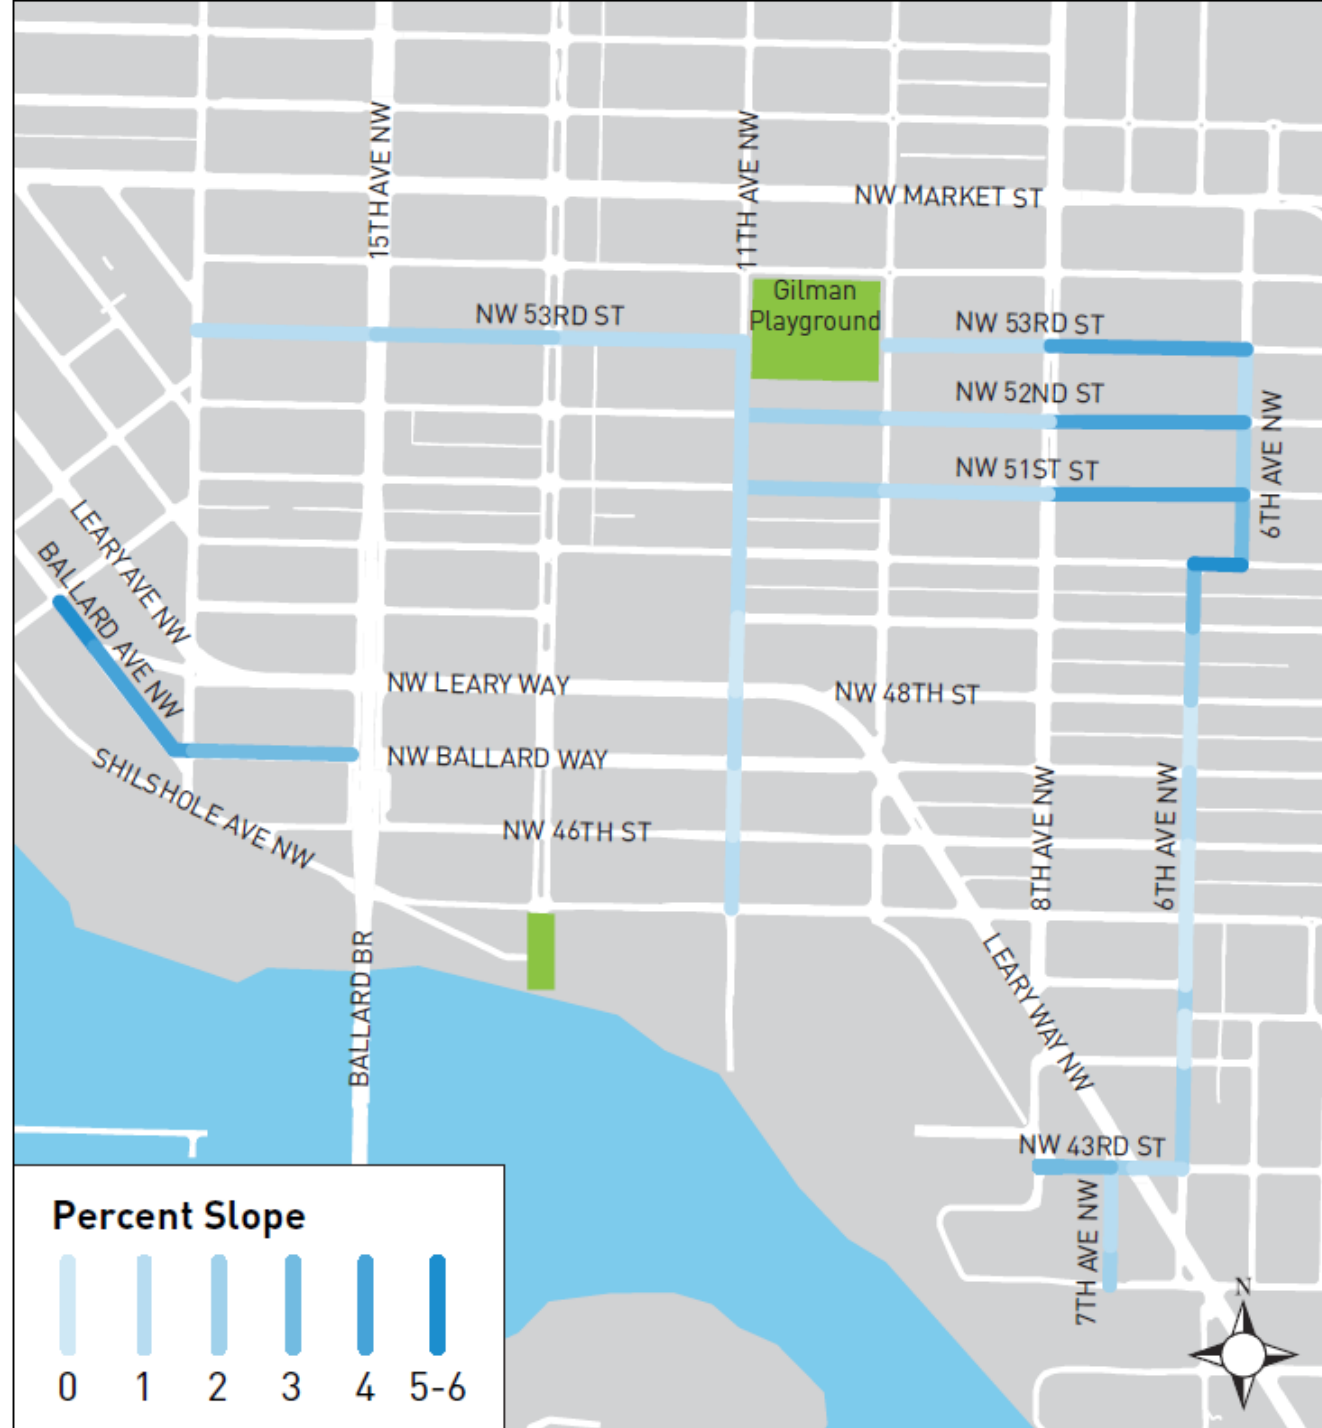 15TH AVE NW
11TH AVE NW
NW MARKET ST
Gilman
Playground
NW 53RD ST
NW 53RD ST
NW 52ND ST
NW 51ST ST
6TH AVE NW
LEARY AVE NW
BALLARD AVE NW
NW LEARY WAY
NW 48TH ST
NW BALLARD WAY
SHILSHOLE AVE NW
NW 46TH ST
8TH AVE NW
6TH AVE NW
BALLARD BR
LEARY WAY NW
NW 43RD ST
7TH AVE NW
N
Percent Slope
0 1 2 3 4 5-6